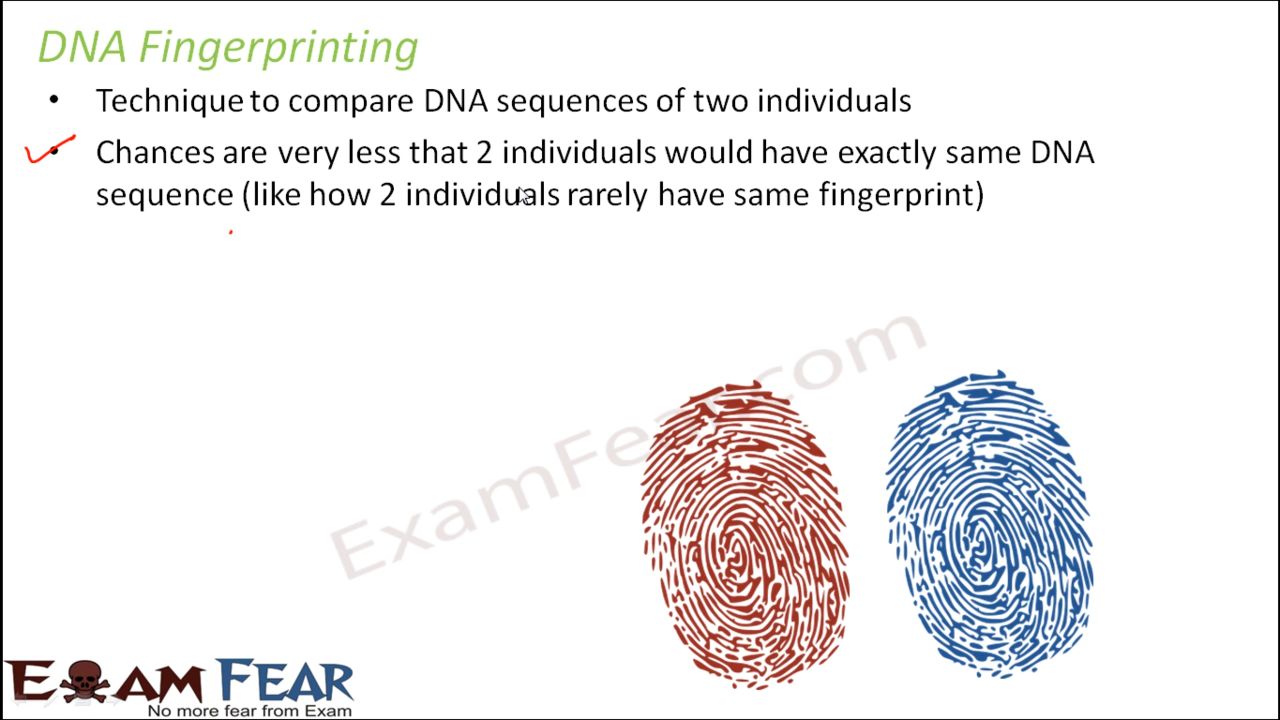 DNA Fingerprinting
• Technique to compare DNA sequences of two individuals
• Chances are very less that 2 individuals would have exactly same DNA
sequence (like how 2 individuals rarely have same fingerprint)
ExamFear.com
EXAM FEAR
No more fear from Exam